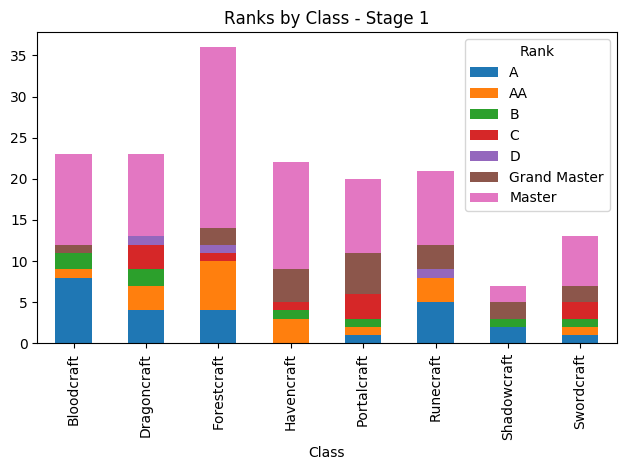 Ranks by Class - Stage 1
35
30
25
20
15
10
5
0
Rank
A
AA
B
C
D
Grand Master
Master
Bloodcraft
Dragoncraft
Forestcraft
Havencraft
Portalcraft
Runecraft
Shadowcraft
Swordcraft
Class